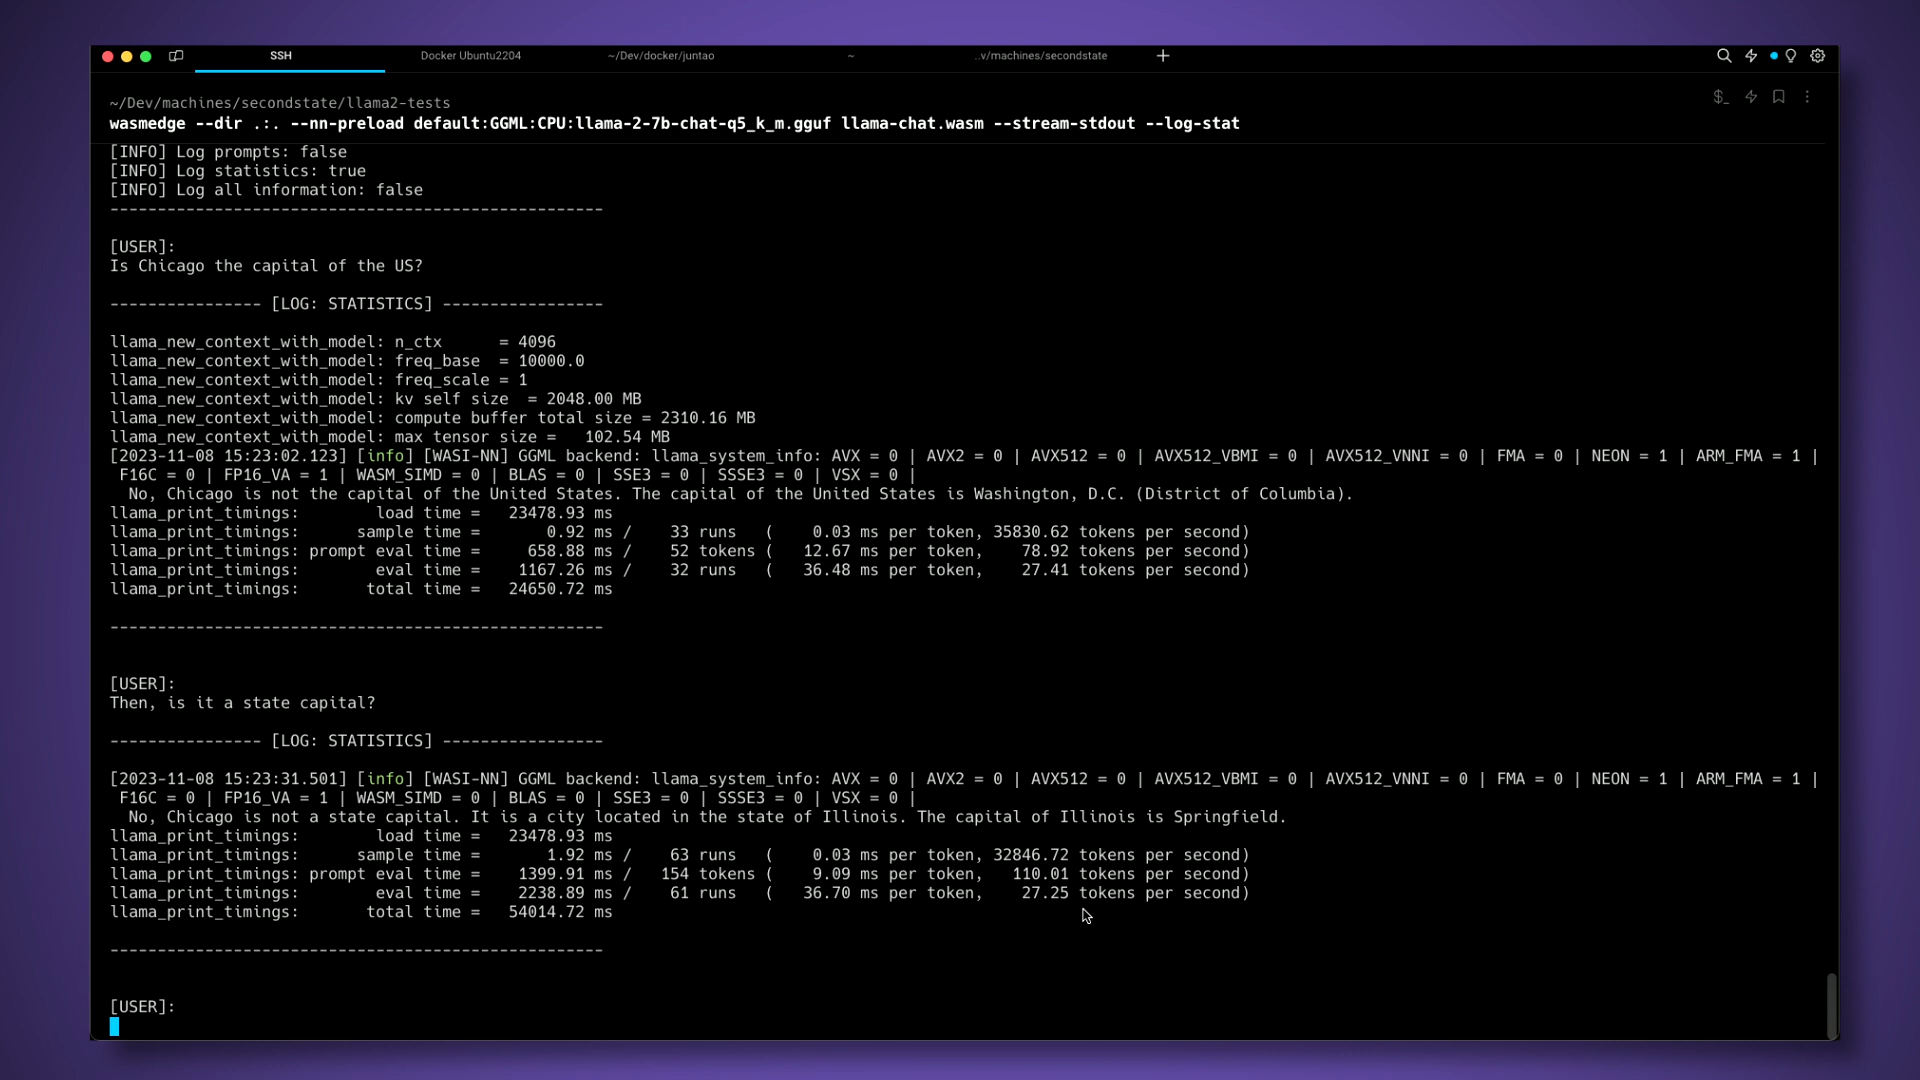 SSH Docker Ubuntu2204 ~/Dev/docker/juntao ~ ..v/machines/secondstate +
~/Dev/machines/secondstate/llama2-tests
wasmedge --dir .:. --nn-preload default:GGML:CPU:llama-2-7b-chat-q5_k_m.gguf llama-chat.wasm --stream-stdout --log-stat
[INFO] Log prompts: false
[INFO] Log statistics: true
[INFO] Log all information: false
----------------------------------------------------
[USER]:
Is Chicago the capital of the US?
---------------- [LOG: STATISTICS] -----------------
llama_new_context_with_model: n_ctx      = 4096
llama_new_context_with_model: freq_base  = 10000.0
llama_new_context_with_model: freq_scale = 1
llama_new_context_with_model: kv self size  = 2048.00 MB
llama_new_context_with_model: compute buffer total size = 2310.16 MB
llama_new_context_with_model: max tensor size =   102.54 MB
[2023-11-08 15:23:02.123] [info] [WASI-NN] GGML backend: llama_system_info: AVX = 0 | AVX2 = 0 | AVX512 = 0 | AVX512_VBMI = 0 | AVX512_VNNI = 0 | FMA = 0 | NEON = 1 | ARM_FMA = 1 |
F16C = 0 | FP16_VA = 1 | WASM_SIMD = 0 | BLAS = 0 | SSE3 = 0 | SSSE3 = 0 | VSX = 0 |
No, Chicago is not the capital of the United States. The capital of the United States is Washington, D.C. (District of Columbia).
llama_print_timings:        load time =   23478.93 ms
llama_print_timings:      sample time =       0.92 ms /    33 runs   (    0.03 ms per token, 35830.62 tokens per second)
llama_print_timings: prompt eval time =     658.88 ms /    52 tokens (   12.67 ms per token,    78.92 tokens per second)
llama_print_timings:        eval time =    1167.26 ms /    32 runs   (   36.48 ms per token,    27.41 tokens per second)
llama_print_timings:       total time =   24650.72 ms
----------------------------------------------------
[USER]:
Then, is it a state capital?
---------------- [LOG: STATISTICS] -----------------
[2023-11-08 15:23:31.501] [info] [WASI-NN] GGML backend: llama_system_info: AVX = 0 | AVX2 = 0 | AVX512 = 0 | AVX512_VBMI = 0 | AVX512_VNNI = 0 | FMA = 0 | NEON = 1 | ARM_FMA = 1 |
F16C = 0 | FP16_VA = 1 | WASM_SIMD = 0 | BLAS = 0 | SSE3 = 0 | SSSE3 = 0 | VSX = 0 |
No, Chicago is not a state capital. It is a city located in the state of Illinois. The capital of Illinois is Springfield.
llama_print_timings:        load time =   23478.93 ms
llama_print_timings:      sample time =       1.92 ms /    63 runs   (    0.03 ms per token, 32846.72 tokens per second)
llama_print_timings: prompt eval time =    1399.91 ms /   154 tokens (    9.09 ms per token,   110.01 tokens per second)
llama_print_timings:        eval time =    2238.89 ms /    61 runs   (   36.70 ms per token,    27.25 tokens per second)
llama_print_timings:       total time =   54014.72 ms
----------------------------------------------------
[USER]: